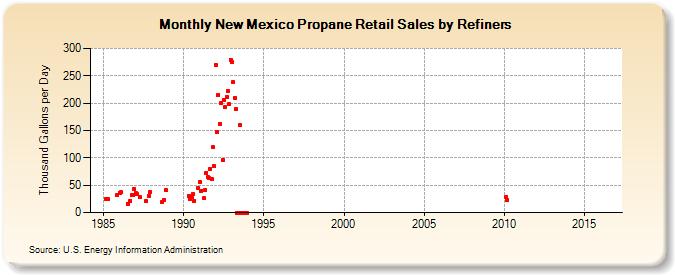 Monthly New Mexico Propane Retail Sales by Refiners
Thousand Gallons per Day
300
250
200
150
100
50
0
1985 1990 1995 2000 2005 2010 2015
Source: U.S. Energy Information Administration